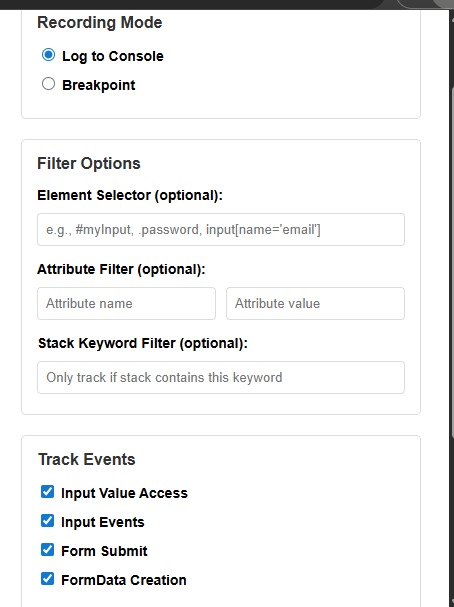 Recording Mode
Log to Console
Breakpoint
Filter Options
Element Selector (optional):
e.g., #myInput, .password, input[name='email']
Attribute Filter (optional):
Attribute name
Attribute value
Stack Keyword Filter (optional):
Only track if stack contains this keyword
Track Events
Input Value Access
Input Events
Form Submit
FormData Creation